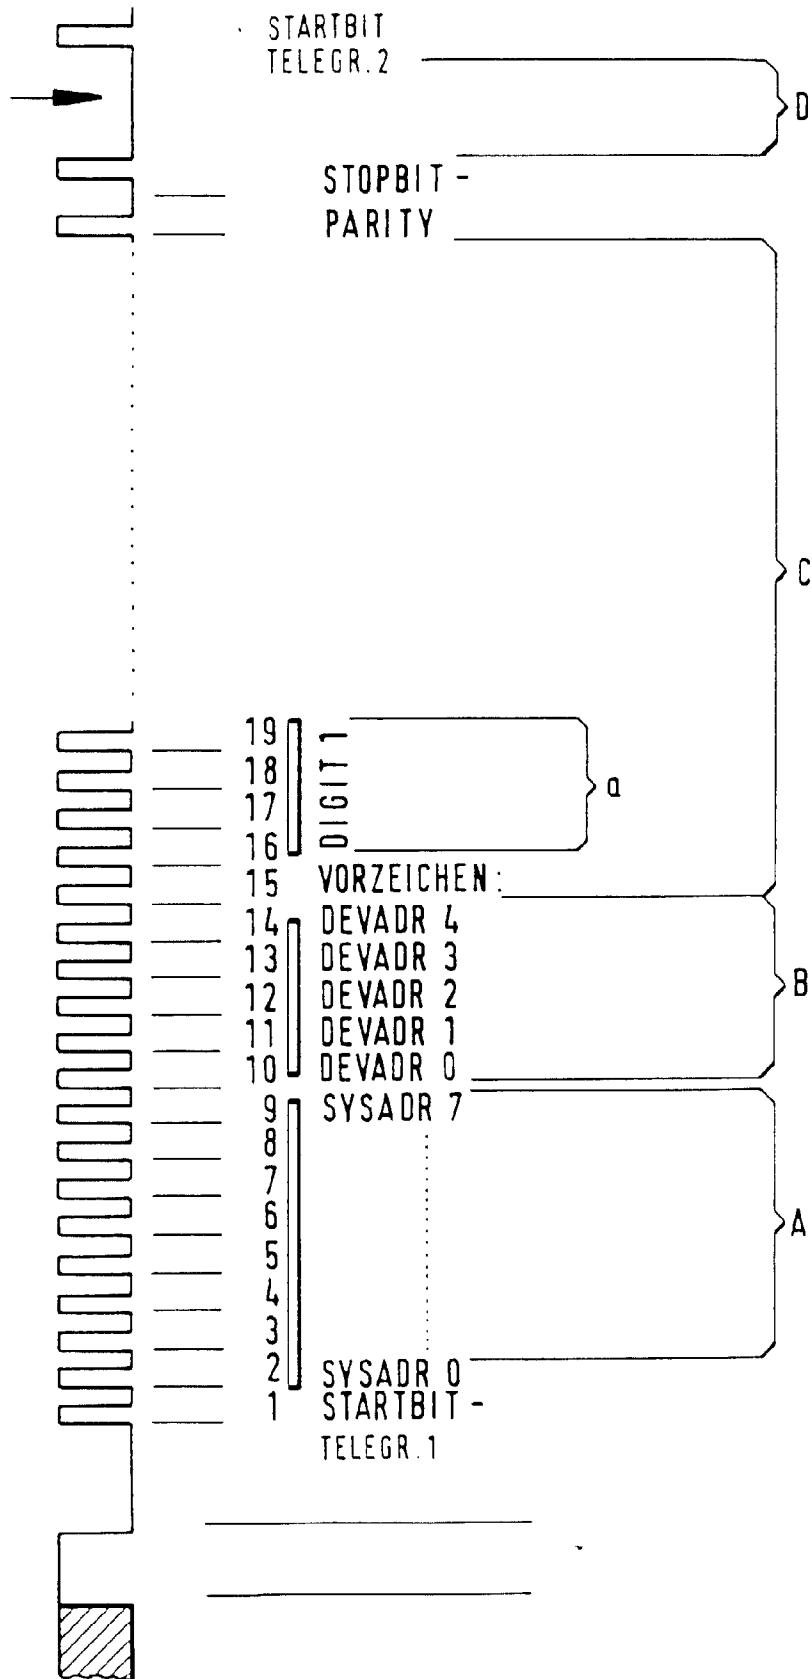 STARTBIT
TELEGR. 2
D
STOPBIT -
PARITY
C
19
18
17
16
DIGIT 1
a
15 VORZEICHEN:
14 DEVADR 4
13 DEVADR 3
12 DEVADR 2
11 DEVADR 1
10 DEVADR 0
B
9 SYSADR 7
8
7
6
5
4
3
A
2 SYSADR 0
1 STARTBIT -
TELEGR. 1